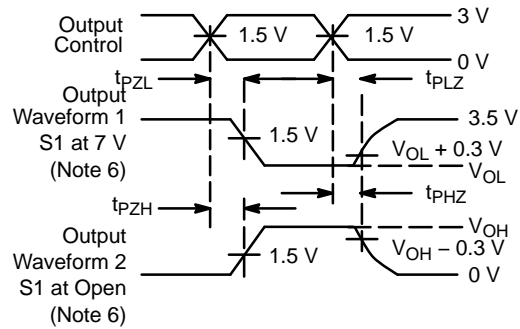 Output
Control
1.5 V
1.5 V
3 V
0 V
tPZL
tPLZ
Output
Waveform 1
S1 at 7 V
(Note 6)
1.5 V
3.5 V
VOL + 0.3 V
VOL
tPZH
tPHZ
Output
Waveform 2
S1 at Open
(Note 6)
1.5 V
VOH
VOH − 0.3 V
0 V